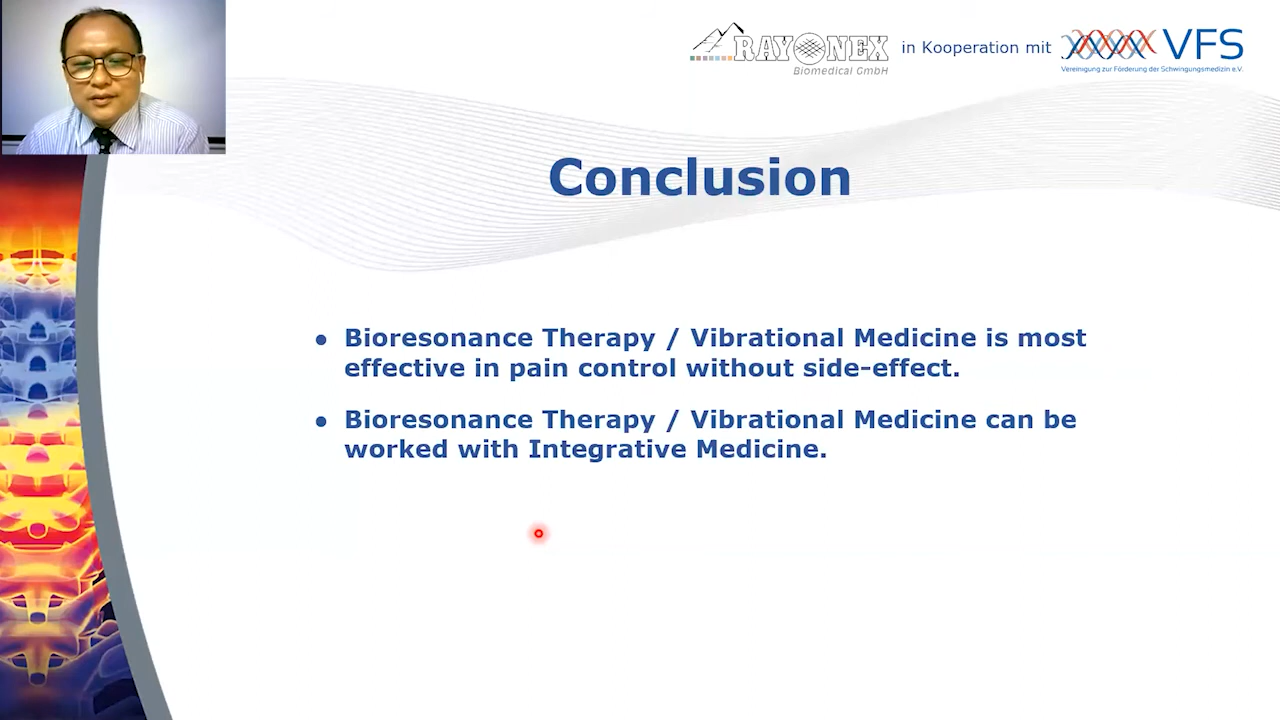 RAYONEX
Biomedical GmbH
in Kooperation mit
VFS
Vereinigung zur Förderung der Schwingungsmedizin e.V.
Conclusion
• Bioresonance Therapy / Vibrational Medicine is most
effective in pain control without side-effect.
• Bioresonance Therapy / Vibrational Medicine can be
worked with Integrative Medicine.